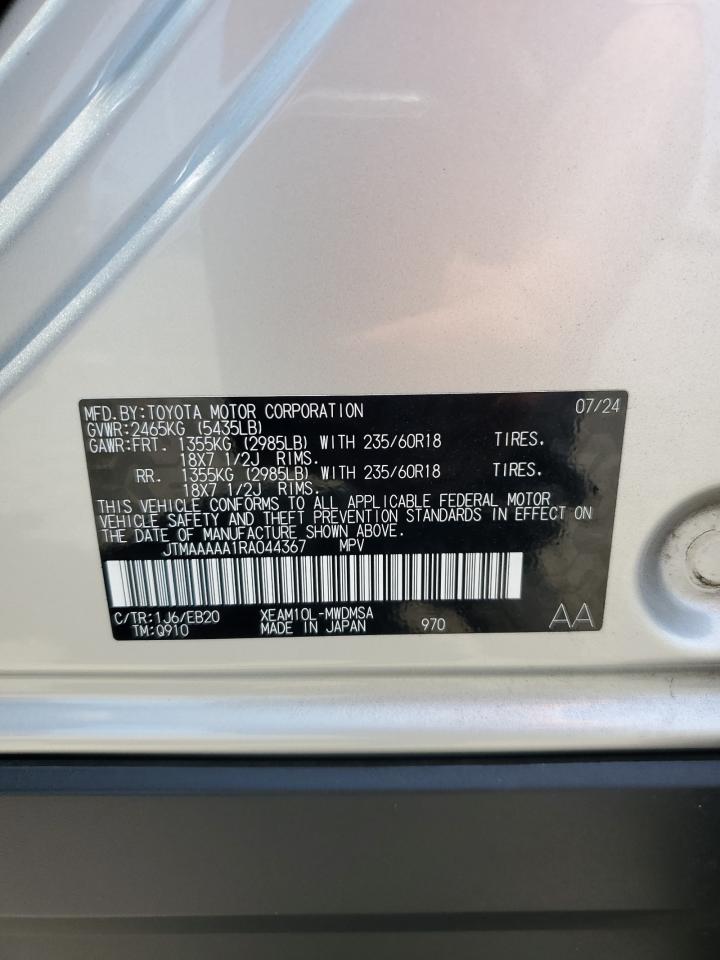 MFD.BY:TOYOTA MOTOR CORPORATION 07/24
GVWR:2465KG (5435LB)
GAWR:FRT. 1355KG (2985LB) WITH 235/60R18 TIRES.
18X7 1/2J RIMS.
RR. 1355KG (2985LB) WITH 235/60R18 TIRES.
18X7 1/2J RIMS.
THIS VEHICLE CONFORMS TO ALL APPLICABLE FEDERAL MOTOR
VEHICLE SAFETY AND THEFT PREVENTION STANDARDS IN EFFECT ON
THE DATE OF MANUFACTURE SHOWN ABOVE.
JTMAAAAA1RA044367 MPV
C/TR:1J6/EB20 XEAM10L-MWDMSA
TM:Q910 MADE IN JAPAN 970 AA